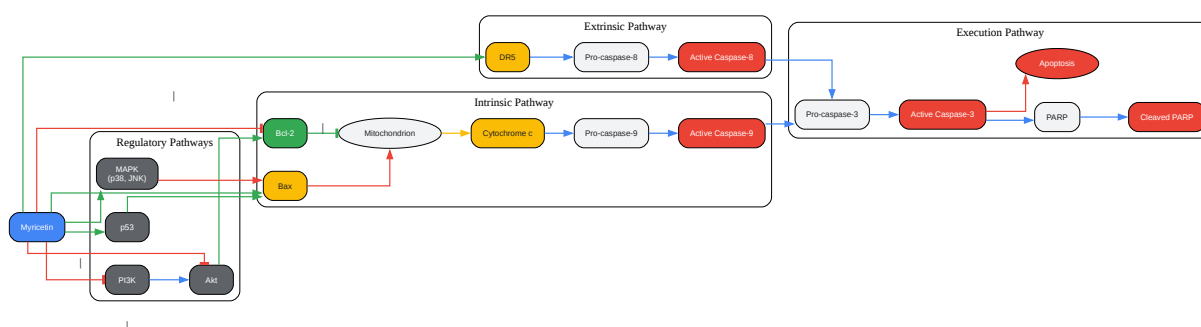 Extrinsic Pathway
DR5
Pro-caspase-8
Active Caspase-8
Execution Pathway
Apoptosis
Pro-caspase-3
Active Caspase-3
PARP
Cleaved PARP
Intrinsic Pathway
Bcl-2
Mitochondrion
Cytochrome c
Pro-caspase-9
Active Caspase-9
Bax
Regulatory Pathways
MAPK
(p38, JNK)
Myricetin
p53
PI3K
Akt